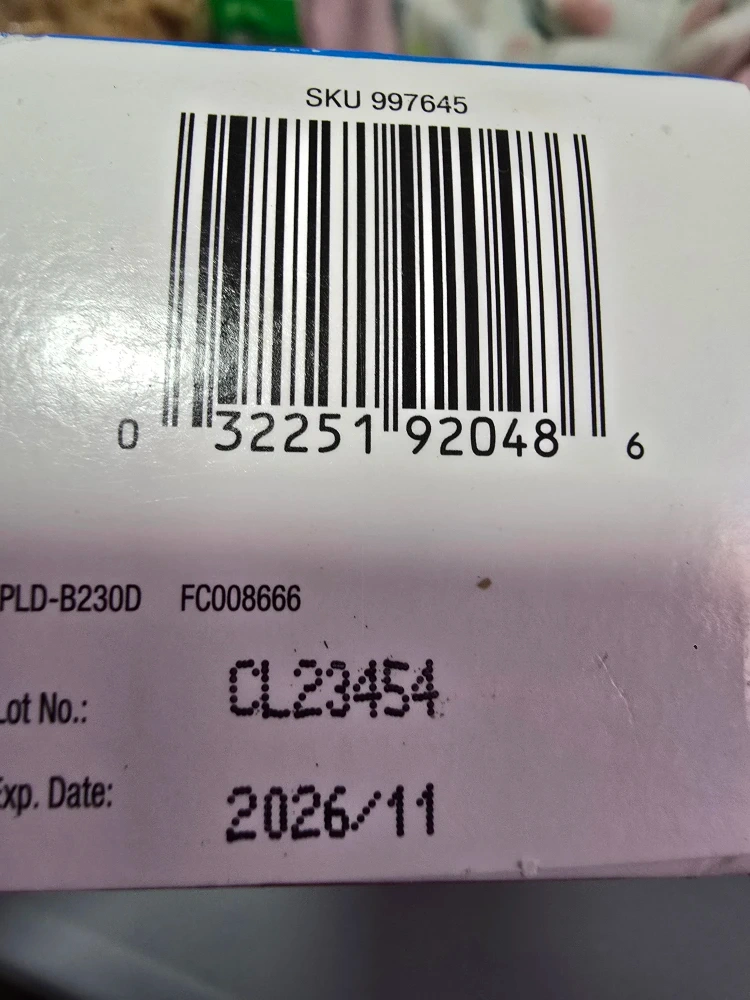 SKU 997645
0 32251 92048 6
PLD-B230D FC008666
Lot No.: CL23454
Exp. Date: 2026/11